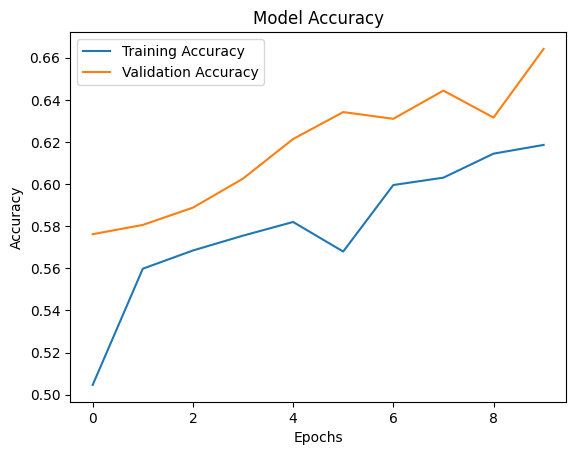 Model Accuracy
Training Accuracy
Validation Accuracy
0.66
0.64
0.62
0.60
0.58
0.56
0.54
0.52
0.50
Accuracy
0 2 4 6 8
Epochs